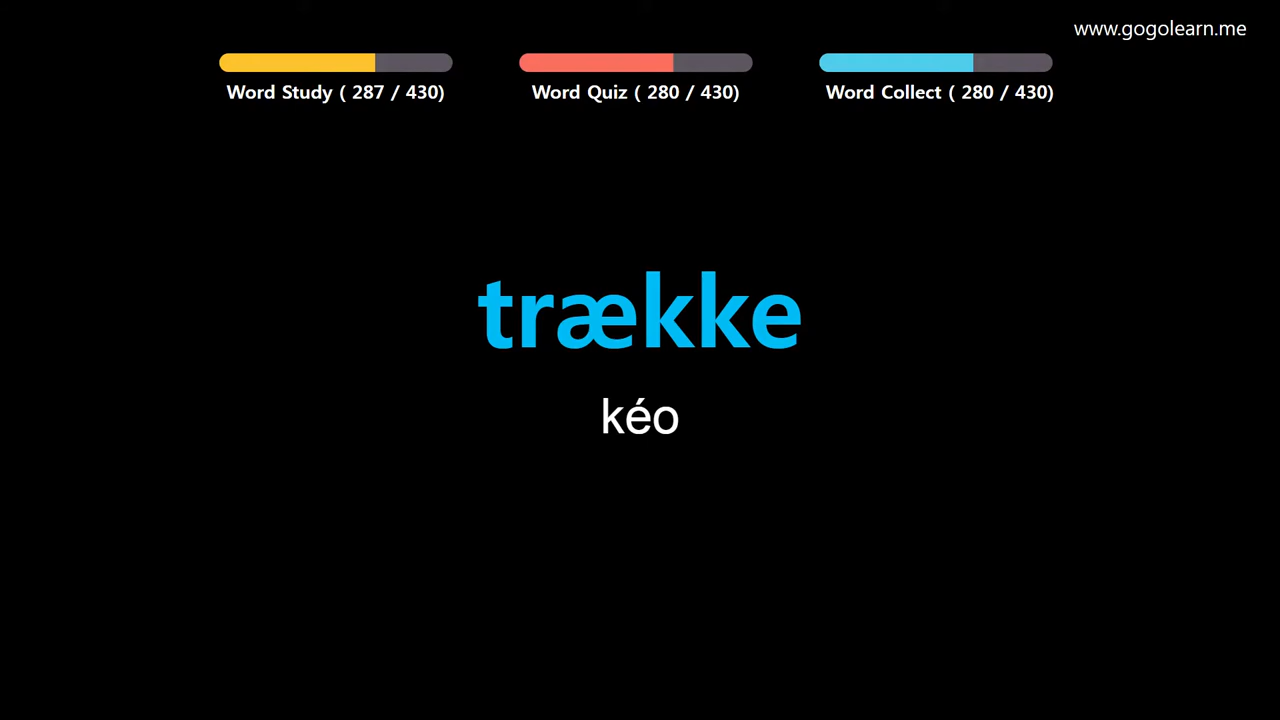 www.gogolearn.me
Word Study ( 287 / 430)
Word Quiz ( 280 / 430)
Word Collect ( 280 / 430)
trække
kéo